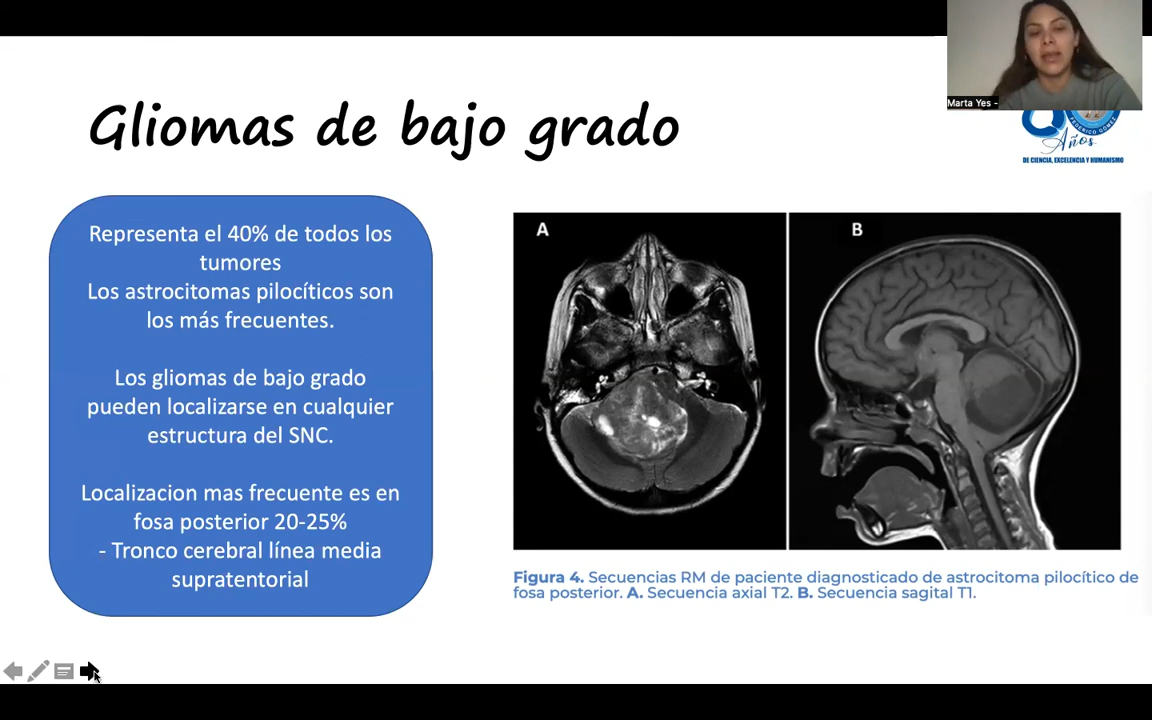 Marta Yes -
Gliomas de bajo grado
FEDERICO GÓMEZ
Años
DE CIENCIA, EXCELENCIA Y HUMANISMO
Representa el 40% de todos los
tumores
Los astrocitomas pilocíticos son
los más frecuentes.
Los gliomas de bajo grado
pueden localizarse en cualquier
estructura del SNC.
Localizacion mas frecuente es en
fosa posterior 20-25%
- Tronco cerebral línea media
supratentorial
A
B
Figura 4. Secuencias RM de paciente diagnosticado de astrocitoma pilocítico de
fosa posterior. A. Secuencia axial T2. B. Secuencia sagital T1.